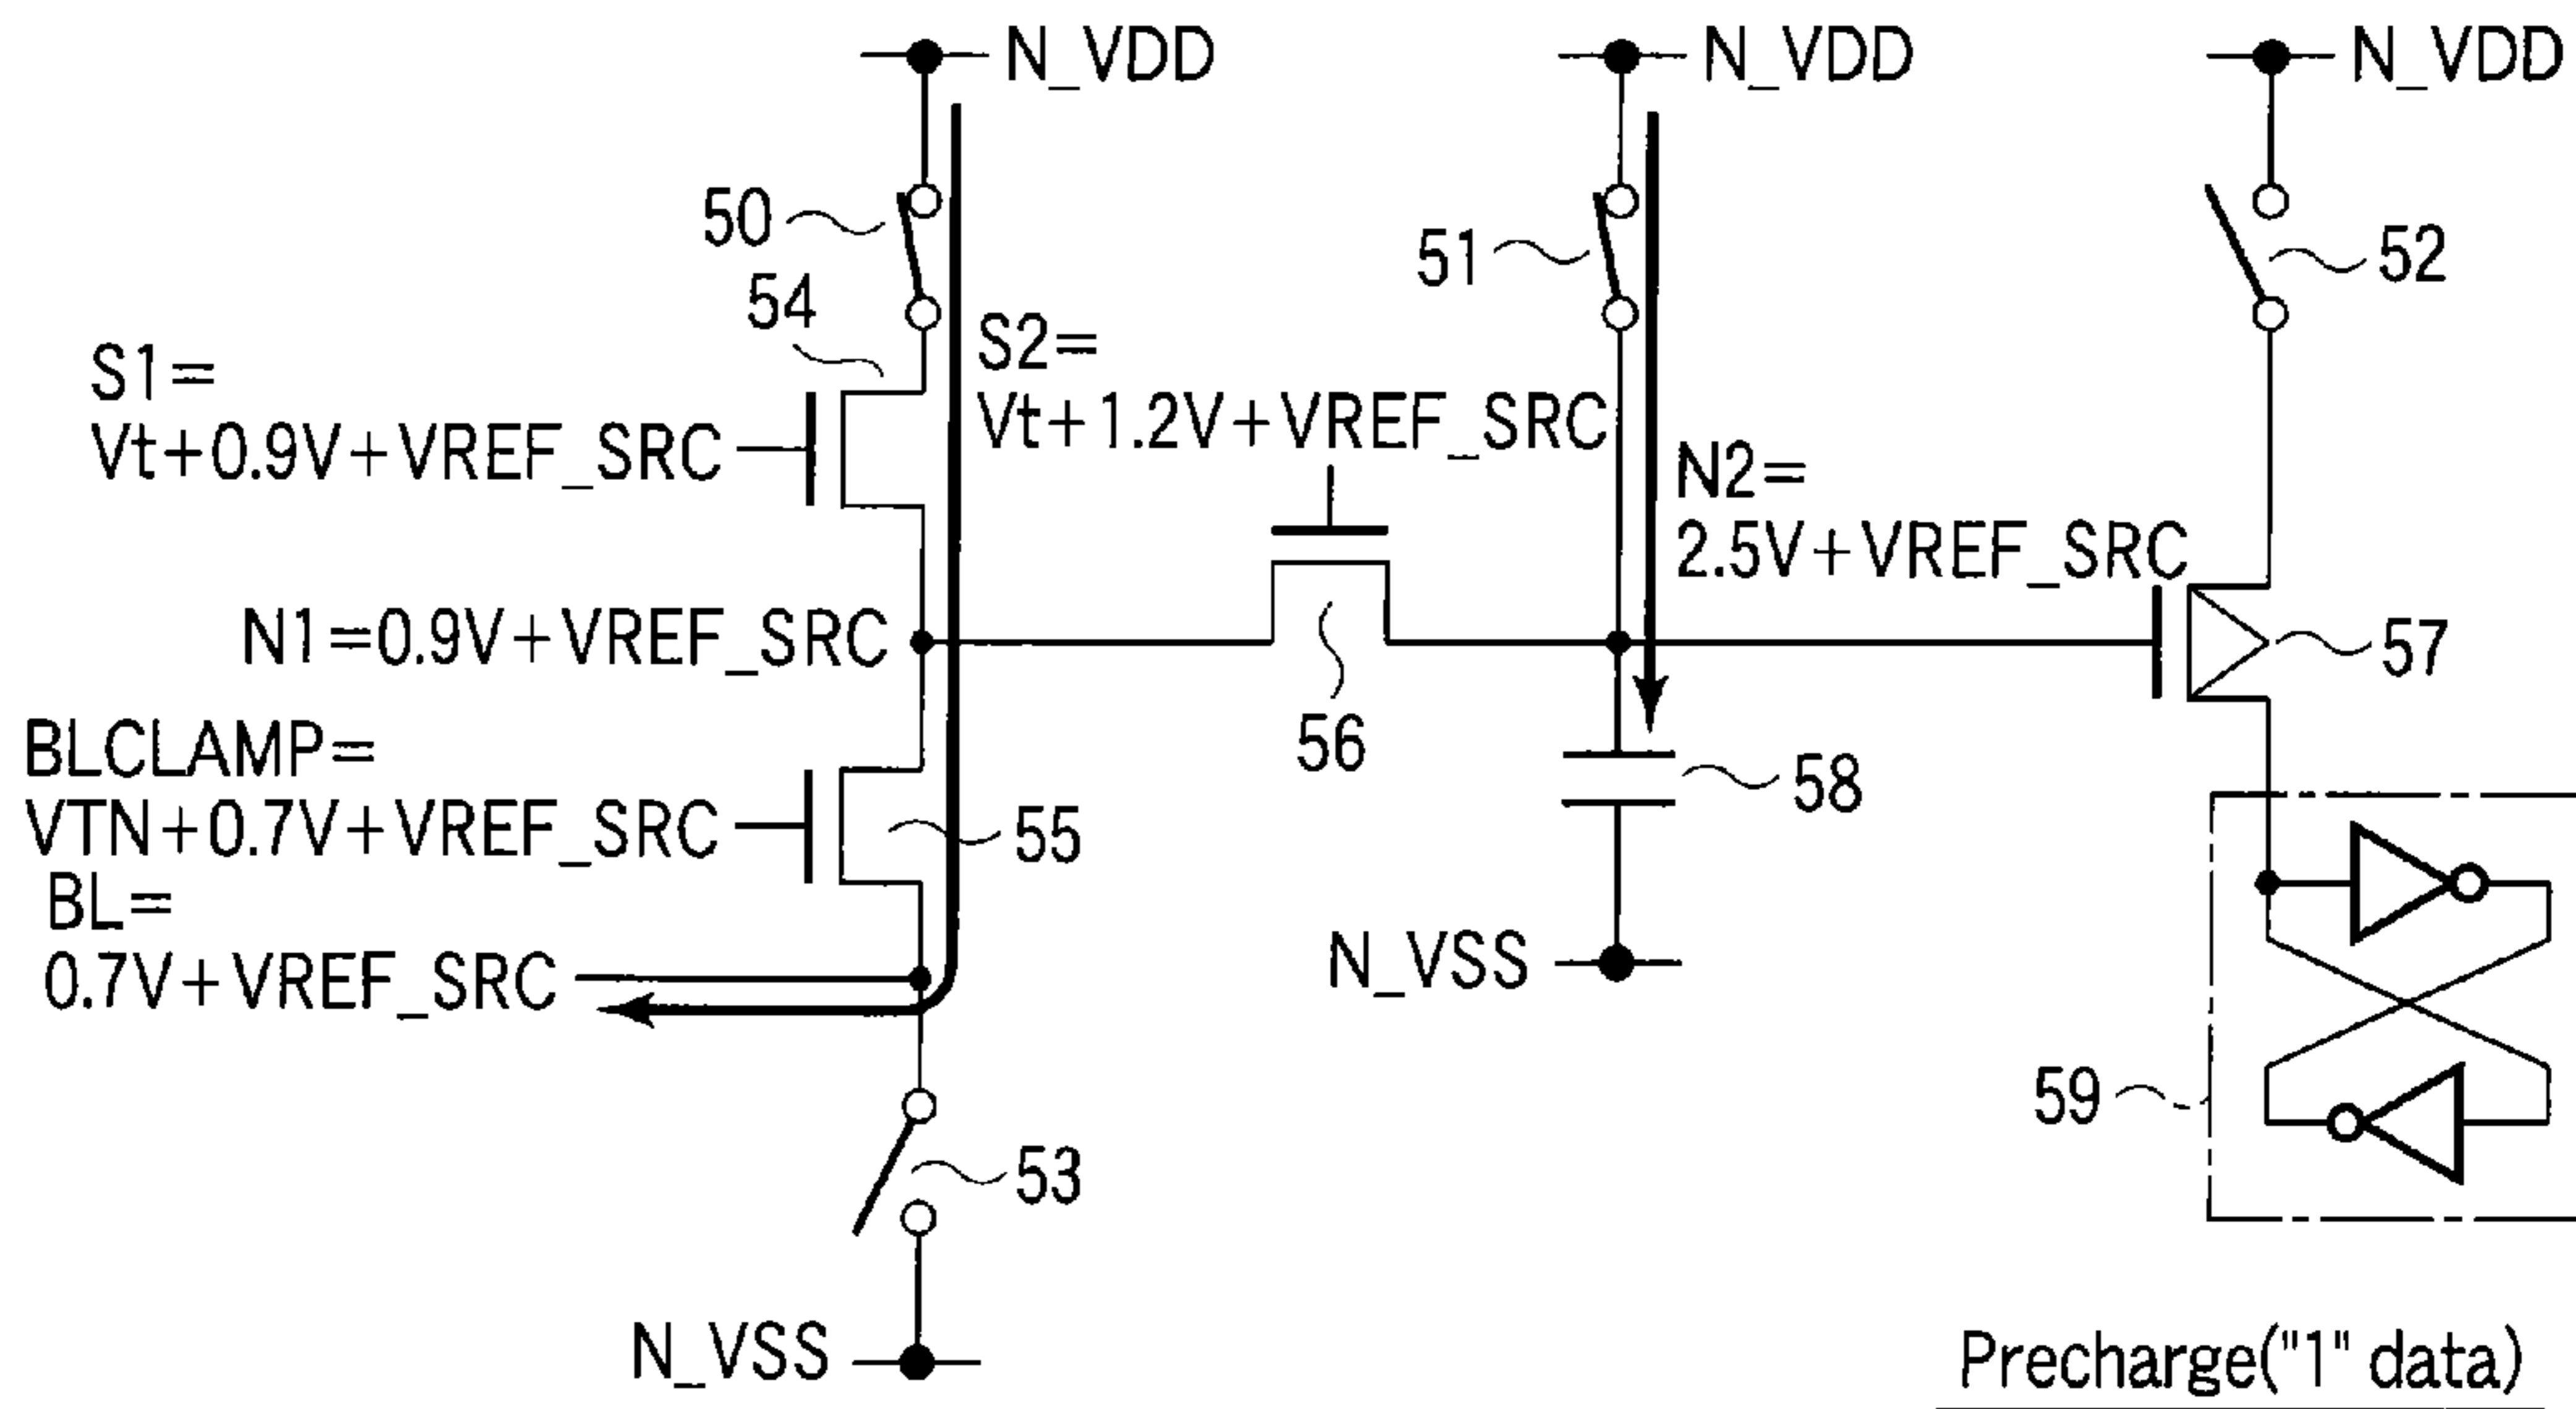 N_VDD
N_VDD
N_VDD
50
51
52
54
S1=
Vt+0.9V+VREF_SRC
S2=
Vt+1.2V+VREF_SRC
N2=
2.5V+VREF_SRC
N1=0.9V+VREF_SRC
56
57
BLCLAMP=
VTN+0.7V+VREF_SRC
55
58
BL=
0.7V+VREF_SRC
N_VSS
59
53
N_VSS
Precharge("1" data)